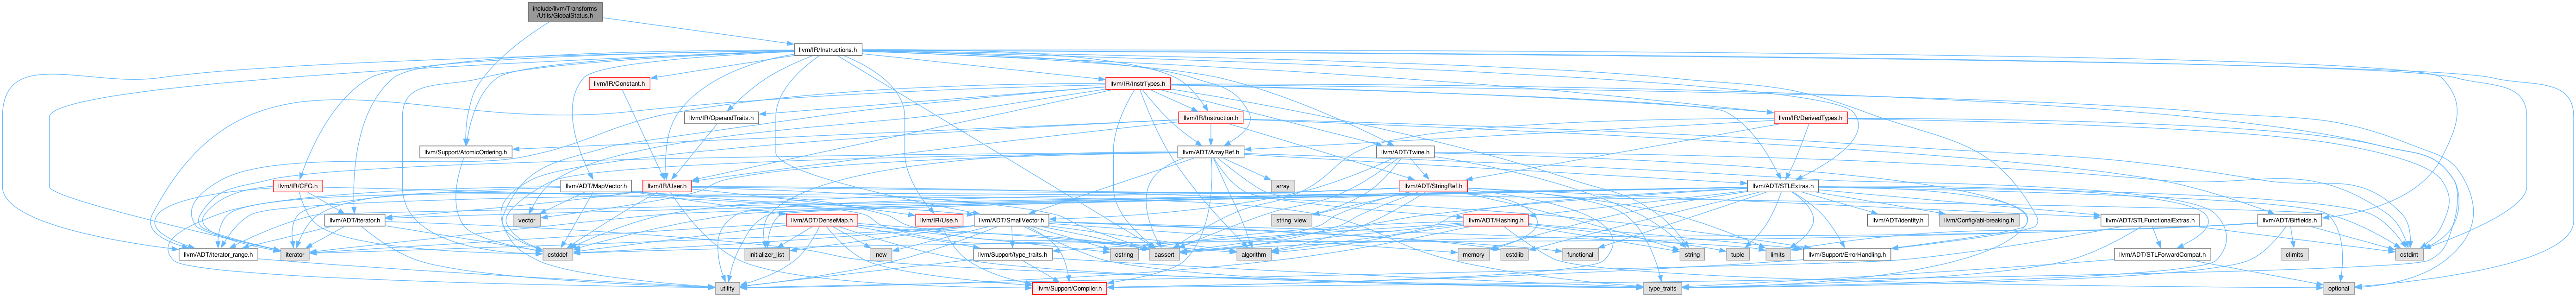 include/llvm/Transforms
/Utils/GlobalStatus.h
llvm/IR/Instructions.h
llvm/IR/Constant.h
llvm/IR/InstrTypes.h
llvm/IR/OperandTraits.h
llvm/IR/Instruction.h
llvm/IR/DerivedTypes.h
llvm/Support/AtomicOrdering.h
llvm/ADT/ArrayRef.h
llvm/ADT/Twine.h
llvm/IR/CFG.h
llvm/ADT/MapVector.h
llvm/IR/User.h
array
llvm/ADT/StringRef.h
llvm/ADT/STLExtras.h
llvm/ADT/iterator.h
vector
llvm/ADT/DenseMap.h
llvm/IR/Use.h
llvm/ADT/SmallVector.h
string_view
llvm/ADT/Hashing.h
llvm/ADT/identity.h
llvm/Config/abi-breaking.h
llvm/ADT/STLFunctionalExtras.h
llvm/ADT/Bitfields.h
llvm/ADT/iterator_range.h
iterator
cstddef
initializer_list
new
llvm/Support/type_traits.h
cstring
cassert
algorithm
memory
cstdlib
functional
string
tuple
limits
llvm/Support/ErrorHandling.h
llvm/ADT/STLForwardCompat.h
climits
cstdint
utility
llvm/Support/Compiler.h
type_traits
optional